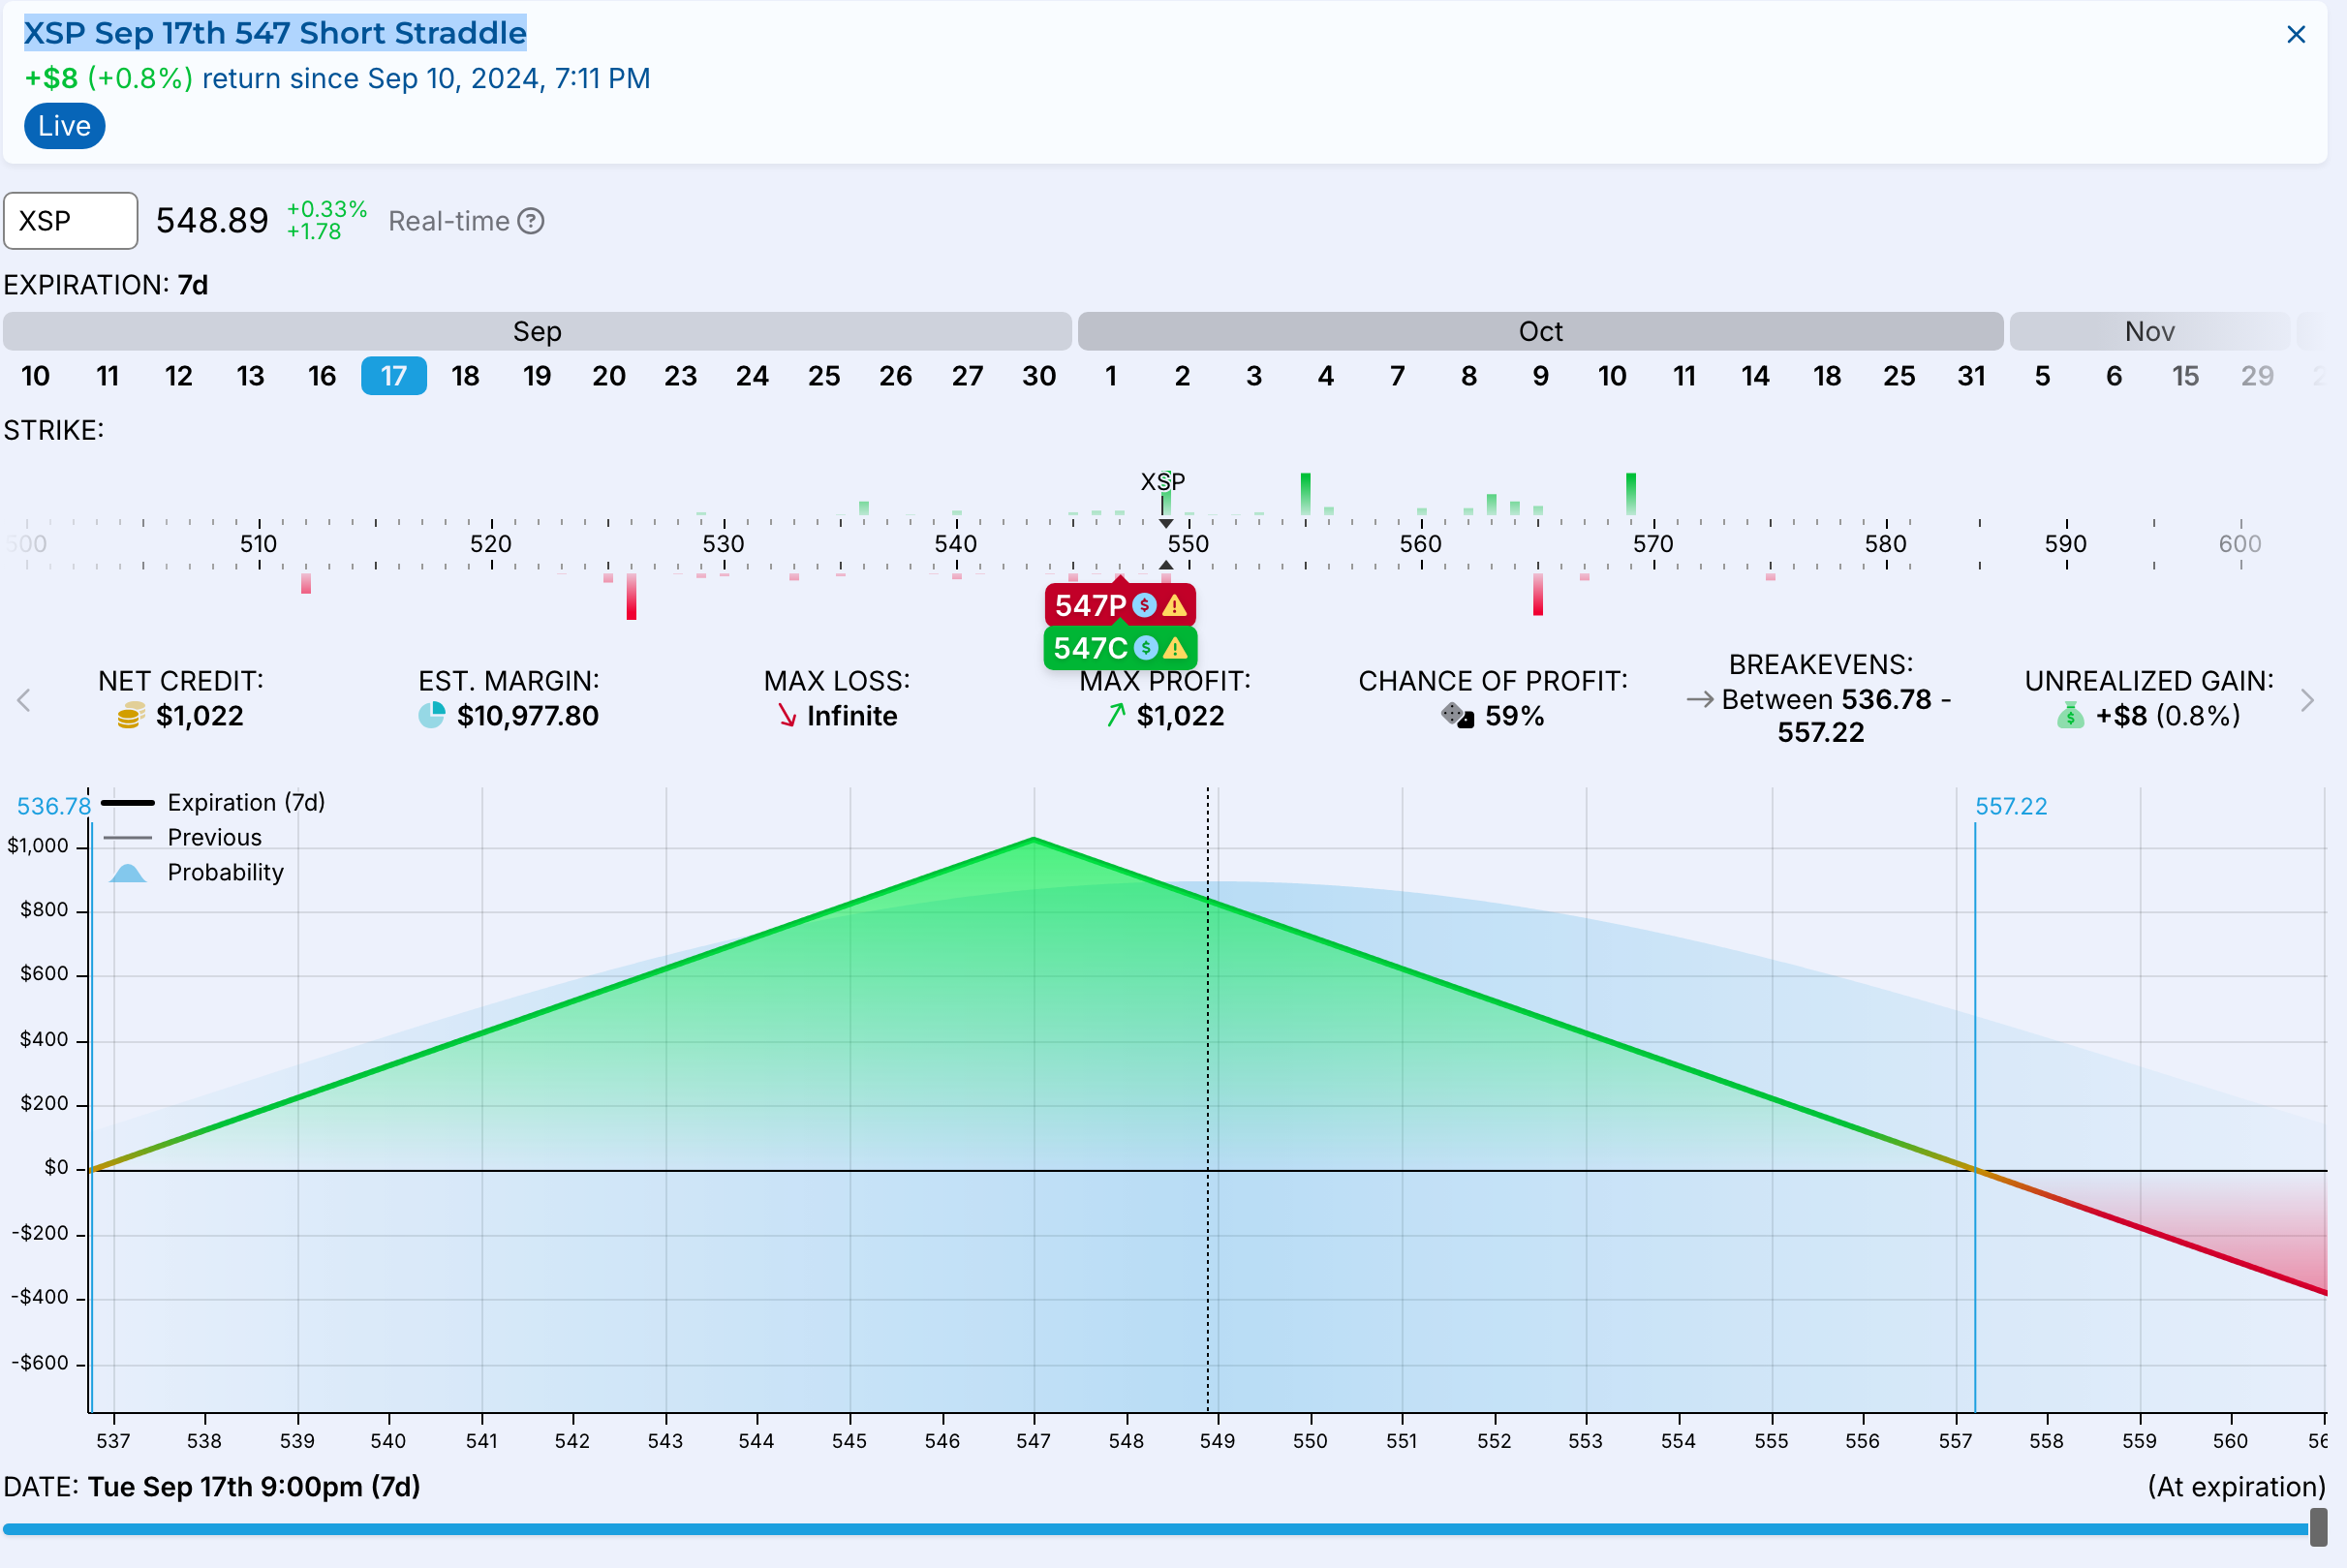 XSP Sep 17th 547 Short Straddle
+$8 (+0.8%) return since Sep 10, 2024, 7:11 PM
Live
XSP 548.89 +0.33% +1.78 Real-time ?
EXPIRATION: 7d
Sep Oct Nov
10 11 12 13 16 17 18 19 20 23 24 25 26 27 30 1 2 3 4 7 8 9 10 11 14 18 25 31 5 6 15 29
STRIKE:
XSP
500 510 520 530 540 550 560 570 580 590 600
547P $
547C $
NET CREDIT:
$1,022
EST. MARGIN:
$10,977.80
MAX LOSS:
Infinite
MAX PROFIT:
$1,022
CHANCE OF PROFIT:
59%
BREAKEVENS:
Between 536.78 -
557.22
UNREALIZED GAIN:
+$8 (0.8%)
536.78
Expiration (7d)
Previous
Probability
557.22
$1,000
$800
$600
$400
$200
$0
-$200
-$400
-$600
537 538 539 540 541 542 543 544 545 546 547 548 549 550 551 552 553 554 555 556 557 558 559 560
DATE: Tue Sep 17th 9:00pm (7d) (At expiration)